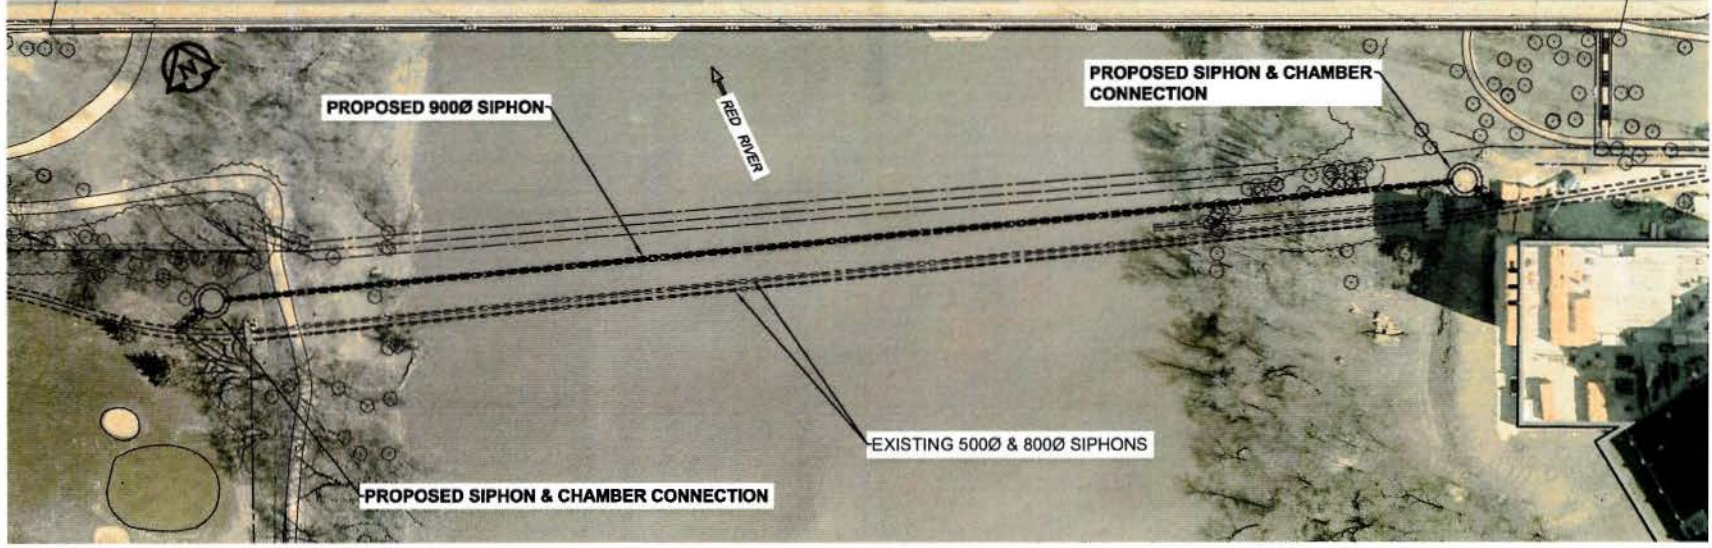 N
PROPOSED 900Ø SIPHON
RED RIVER
PROPOSED SIPHON & CHAMBER
CONNECTION
EXISTING 500Ø & 800Ø SIPHONS
PROPOSED SIPHON & CHAMBER CONNECTION